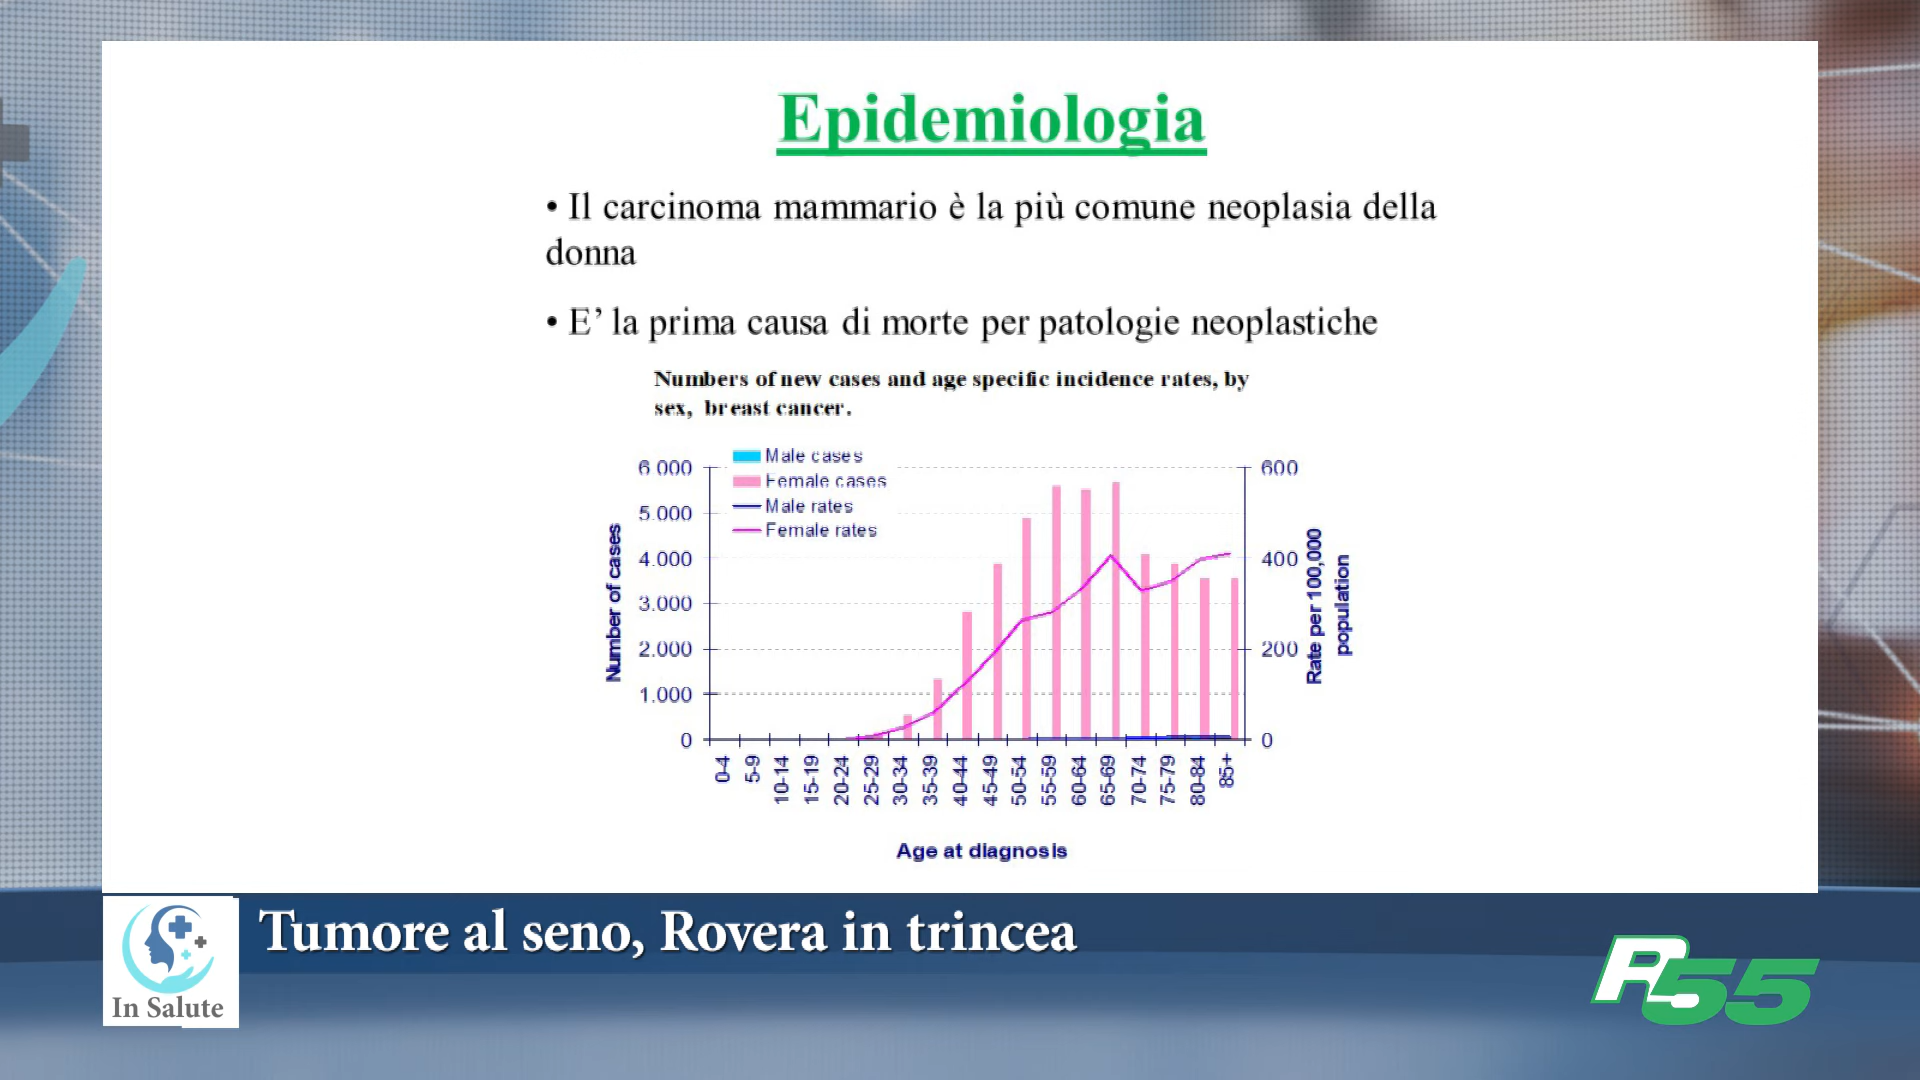 Epidemiologia
• Il carcinoma mammario è la più comune neoplasia della
donna
• E’ la prima causa di morte per patologie neoplastiche
Numbers of new cases and age specific incidence rates, by
sex, breast cancer.
Male cases
Female cases
Male rates
Female rates
6.000
5.000
4.000
3.000
2.000
1.000
0
Number of cases
600
400
200
0
Rate per 100,000
population
0-4
5-9
10-14
15-19
20-24
25-29
30-34
35-39
40-44
45-49
50-54
55-59
60-64
65-69
70-74
75-79
80-84
85+
Age at diagnosis
Tumore al seno, Rovera in trincea
In Salute
R55